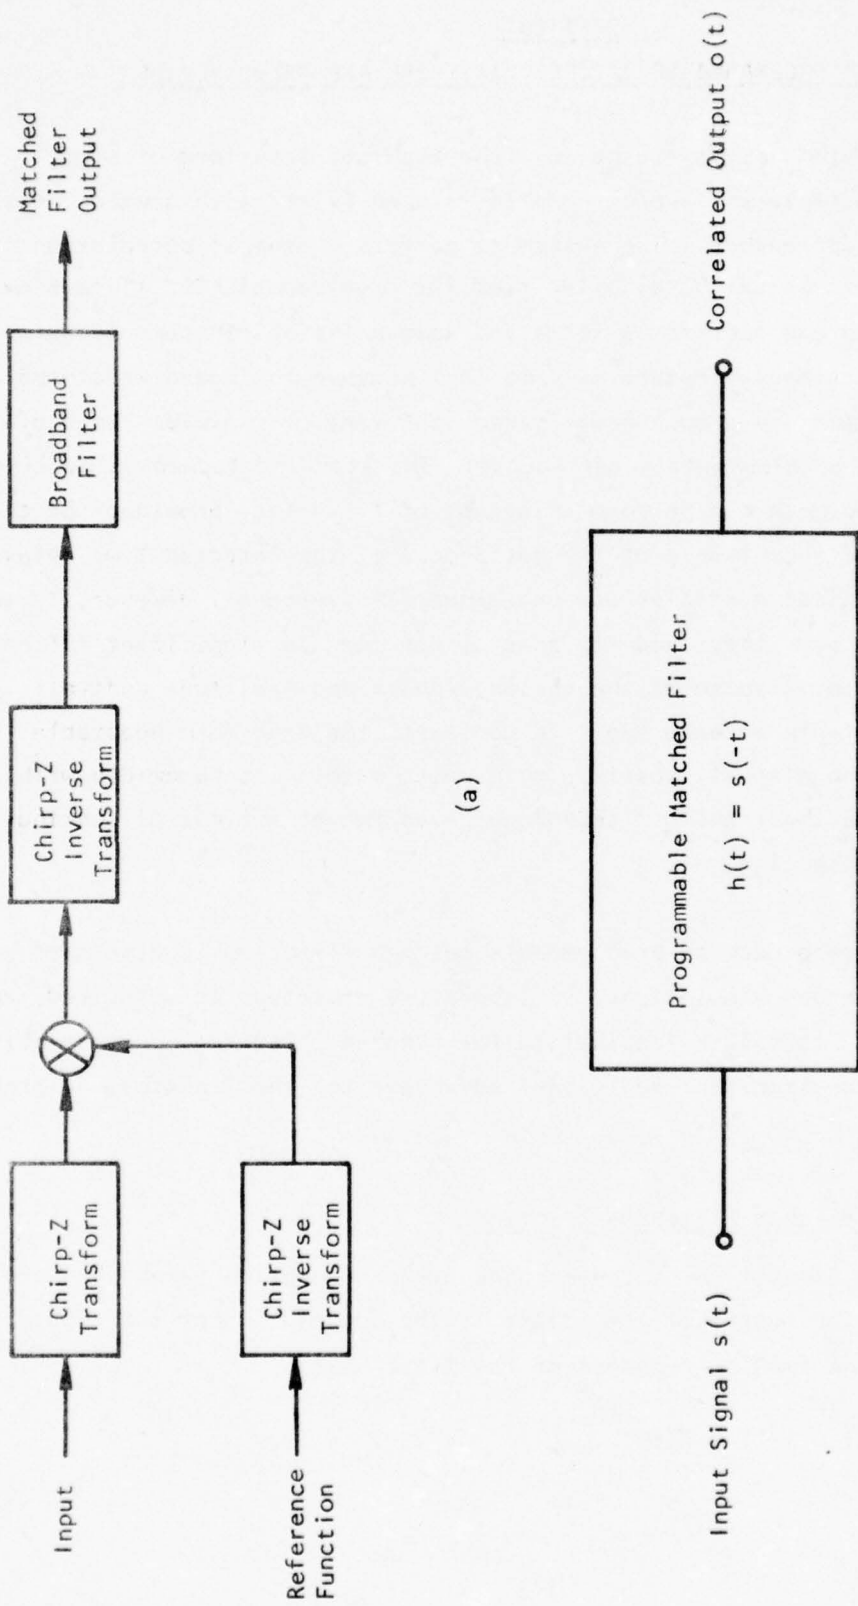 Input
Chirp-Z
Transform
Chirp-Z
Inverse
Transform
Broadband
Filter
Matched
Filter
Output
Reference
Function
Chirp-Z
Inverse
Transform
(a)
Input Signal s(t)
Programmable Matched Filter
h(t) = s(-t)
Correlated Output o(t)